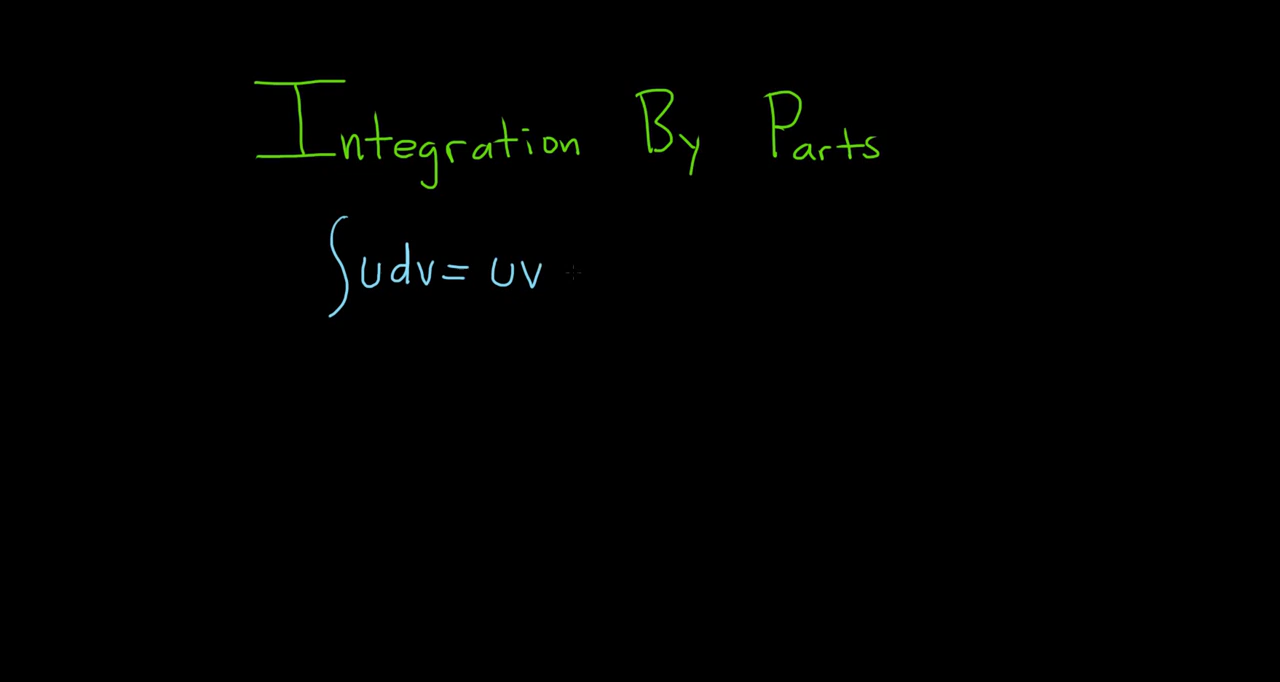 Integration By Parts
∫udv = uv